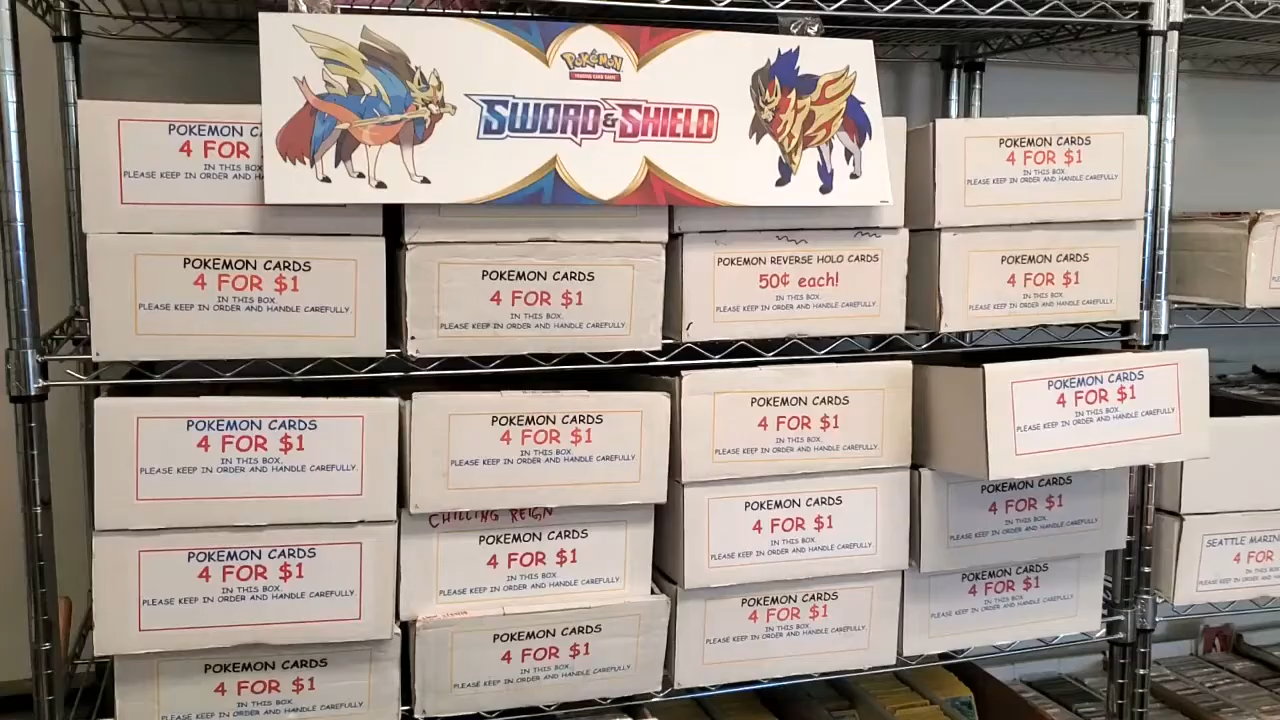 POKÉMON
TRADING CARD GAME
SWORD & SHIELD
POKEMON
4 FOR
IN THIS BOX.
PLEASE KEEP IN ORDER AND
POKEMON CARDS
4 FOR $1
IN THIS BOX.
PLEASE KEEP IN ORDER AND HANDLE CAREFULLY
POKEMON CARDS
4 FOR $1
IN THIS BOX.
PLEASE KEEP IN ORDER AND HANDLE CAREFULLY.
POKEMON CARDS
4 FOR $1
IN THIS BOX.
PLEASE KEEP IN ORDER AND HANDLE CAREFULLY.
POKEMON REVERSE HOLO CARDS
50¢ each!
IN THIS BOX.
PLEASE KEEP IN ORDER AND HANDLE CAREFULLY.
POKEMON CARDS
4 FOR $1
IN THIS BOX.
PLEASE KEEP IN ORDER AND HANDLE CAREFULLY.
POKEMON CARDS
4 FOR $1
IN THIS BOX.
PLEASE KEEP IN ORDER AND HANDLE CAREFULLY.
POKEMON CARDS
4 FOR $1
IN THIS BOX.
PLEASE KEEP IN ORDER AND HANDLE CAREFULLY.
POKEMON CARDS
4 FOR $1
IN THIS BOX.
PLEASE KEEP IN ORDER AND HANDLE CAREFULLY.
POKEMON CARDS
4 FOR $1
IN THIS BOX.
PLEASE KEEP IN ORDER AND HANDLE CAREFULLY
POKEMON CARDS
4 FOR $1
IN THIS BOX.
PLEASE KEEP IN ORDER AND HANDLE CAREFULLY.
CHILLING REIGN
POKEMON CARDS
4 FOR $1
IN THIS BOX.
PLEASE KEEP IN ORDER AND HANDLE CAREFULLY.
POKEMON CARDS
4 FOR $1
IN THIS BOX.
PLEASE KEEP IN ORDER AND HANDLE CAREFULLY.
POKEMON CARDS
4 FOR $1
IN THIS BOX.
PLEASE KEEP IN ORDER AND HANDLE CAREFULLY.
SEATTLE
4 FOR
POKEMON CARDS
4 FOR $1
IN THIS BOX.
PLEASE KEEP IN ORDER AND HANDLE CAREFULLY
POKEMON CARDS
4 FOR $1
IN THIS BOX.
PLEASE KEEP IN ORDER AND HANDLE CAREFULLY
POKEMON CARDS
4 FOR $1
IN THIS BOX.
PLEASE KEEP IN ORDER AND HANDLE CAREFULLY.
POKEMON CARDS
4 FOR $1
IN THIS BOX.
PLEASE KEEP IN ORDER AND HANDLE CAREFULLY.